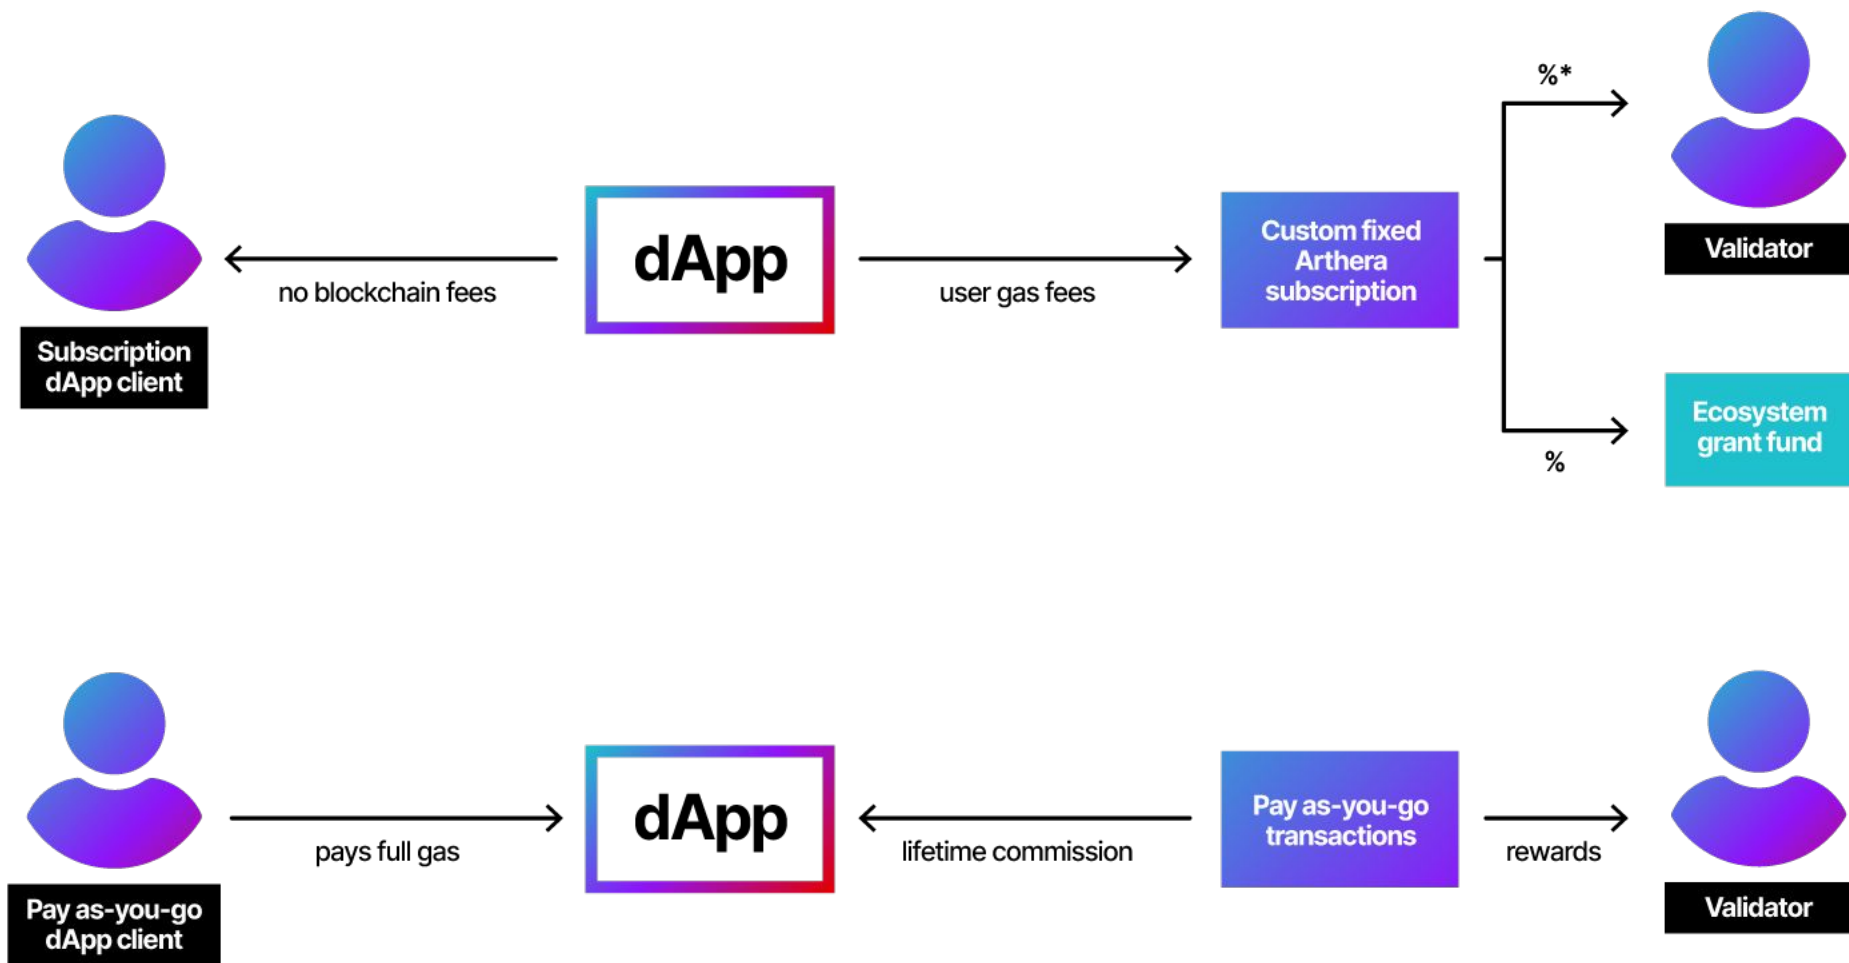 %*
dApp
Custom fixed
Arthera
subscription
Validator
no blockchain fees
user gas fees
Subscription
dApp client
Ecosystem
grant fund
%
dApp
Pay as-you-go
transactions
pays full gas
lifetime commission
rewards
Pay as-you-go
dApp client
Validator